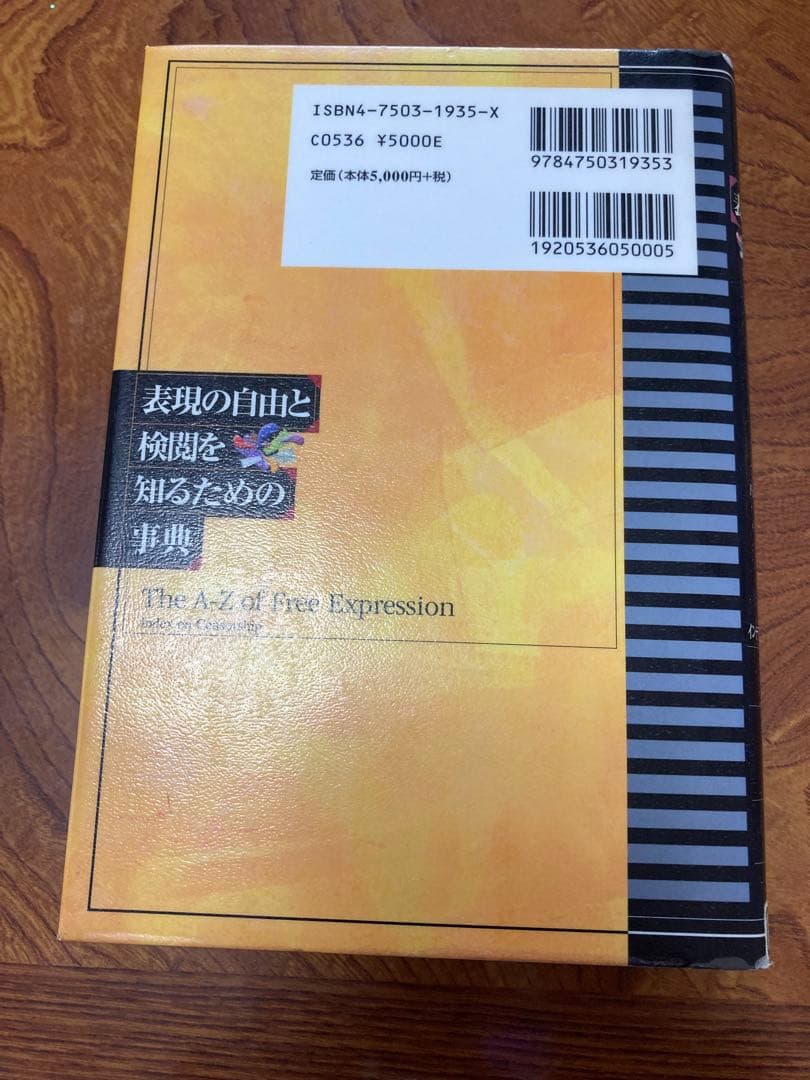 ISBN4-7503-1935-X
C0536 ¥5000E
定価(本体5,000円+税)
9784750319353
1920536050005
表現の自由と
検閲を
知るための
事典
The A-Z of Free Expression
Index on Censorship